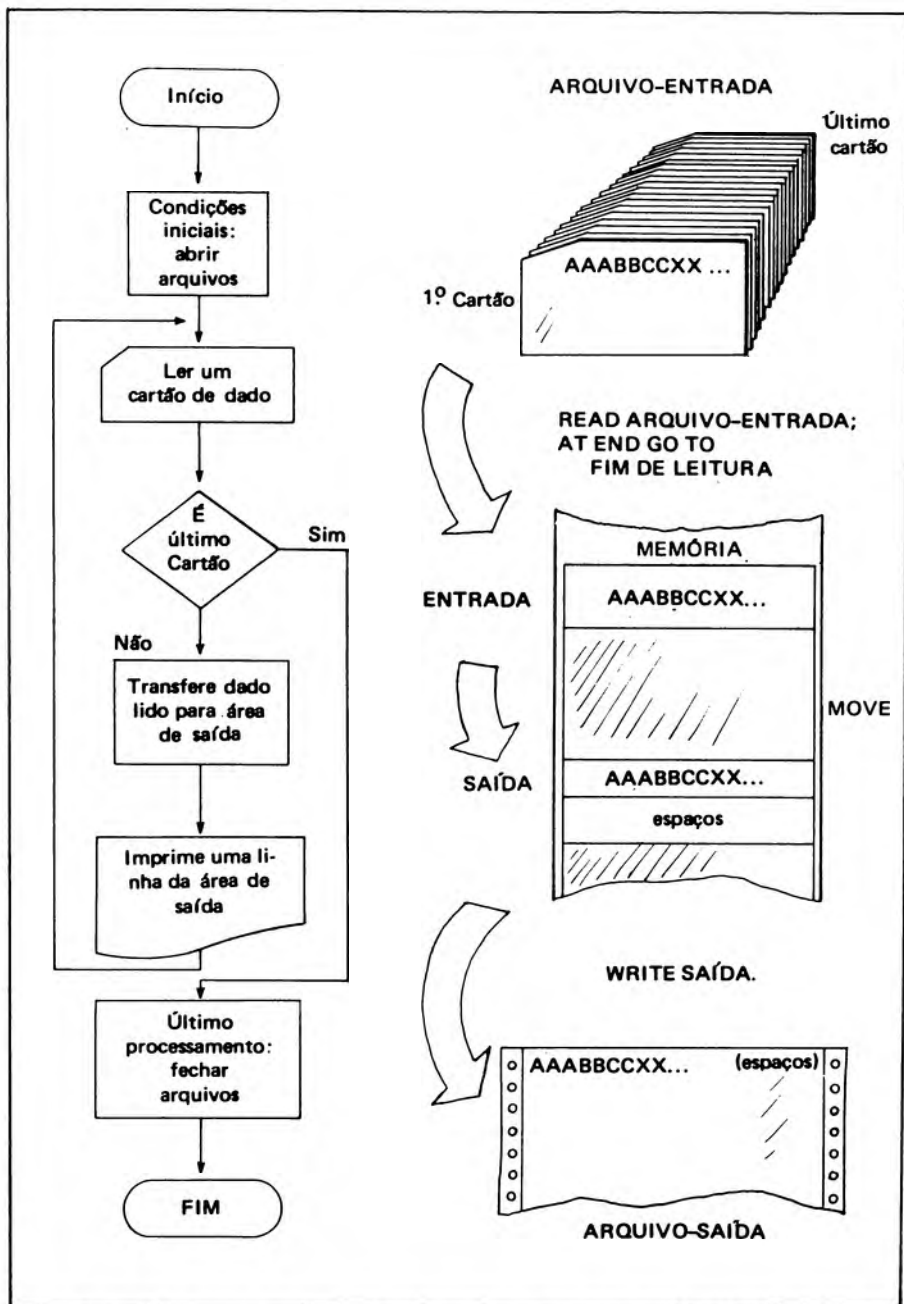 Início
Condições
iniciais:
abrir
arquivos
Ler um
cartão de dado
É
último
Cartão
Sim
Não
Transfere dado
lido para área
de saída
Imprime uma li-
nha da área de
saída
Último
processamento:
fechar
arquivos
FIM
ARQUIVO-ENTRADA
Último
cartão
AAABBCCXX ...
1º Cartão
READ ARQUIVO-ENTRADA;
AT END GO TO
FIM DE LEITURA
MEMÓRIA
ENTRADA
AAABBCCXX...
MOVE
SAÍDA
AAABBCCXX...
espaços
WRITE SAÍDA.
AAABBCCXX... (espaços)
ARQUIVO-SAÍDA